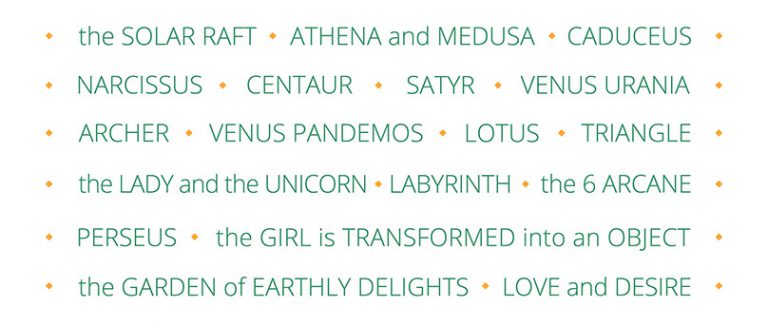 • the SOLAR RAFT • ATHENA and MEDUSA • CADUCEUS •
• NARCISSUS • CENTAUR • SATYR • VENUS URANIA •
• ARCHER • VENUS PANDEMOS • LOTUS • TRIANGLE •
• the LADY and the UNICORN • LABYRINTH • the 6 ARCANE •
• PERSEUS • the GIRL is TRANSFORMED into an OBJECT •
• the GARDEN of EARTHLY DELIGHTS • LOVE and DESIRE •